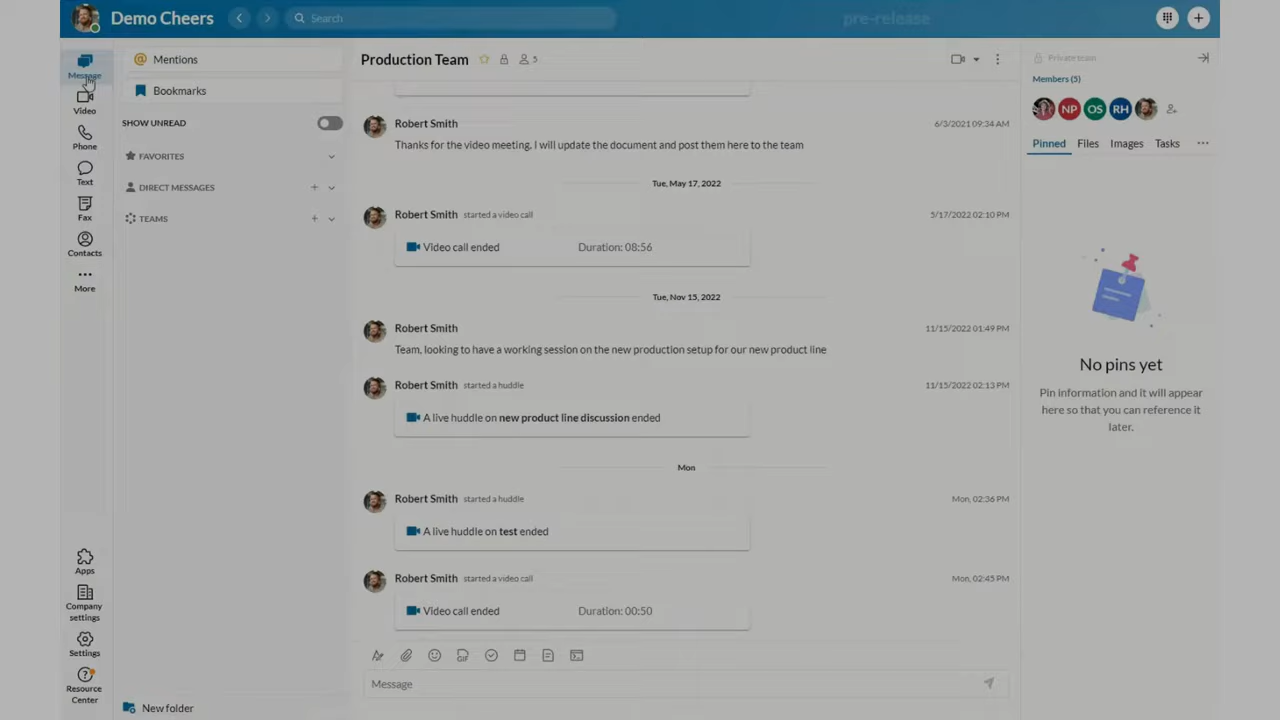 Demo Cheers
Search
pre-release
Message
Video
Phone
Text
Fax
Contacts
More
Apps
Company
settings
Settings
Resource
Center
Mentions
Bookmarks
SHOW UNREAD
FAVORITES
DIRECT MESSAGES
TEAMS
New folder
Production Team 5
Robert Smith 6/3/2021 09:34 AM
Thanks for the video meeting, I will update the document and post them here to the team
Tue, May 17, 2022
Robert Smith started a video call 5/17/2022 02:10 PM
Video call ended Duration: 08:56
Tue, Nov 15, 2022
Robert Smith 11/15/2022 01:49 PM
Team, looking to have a working session on the new production setup for our new product line
Robert Smith started a huddle 11/15/2022 02:13 PM
A live huddle on new product line discussion ended
Mon
Robert Smith started a huddle Mon, 02:36 PM
A live huddle on test ended
Robert Smith started a video call Mon, 02:45 PM
Video call ended Duration: 00:50
GIF
Message
Private team
Members (5)
NP OS RH
Pinned Files Images Tasks
No pins yet
Pin information and it will appear
here so that you can reference it
later.